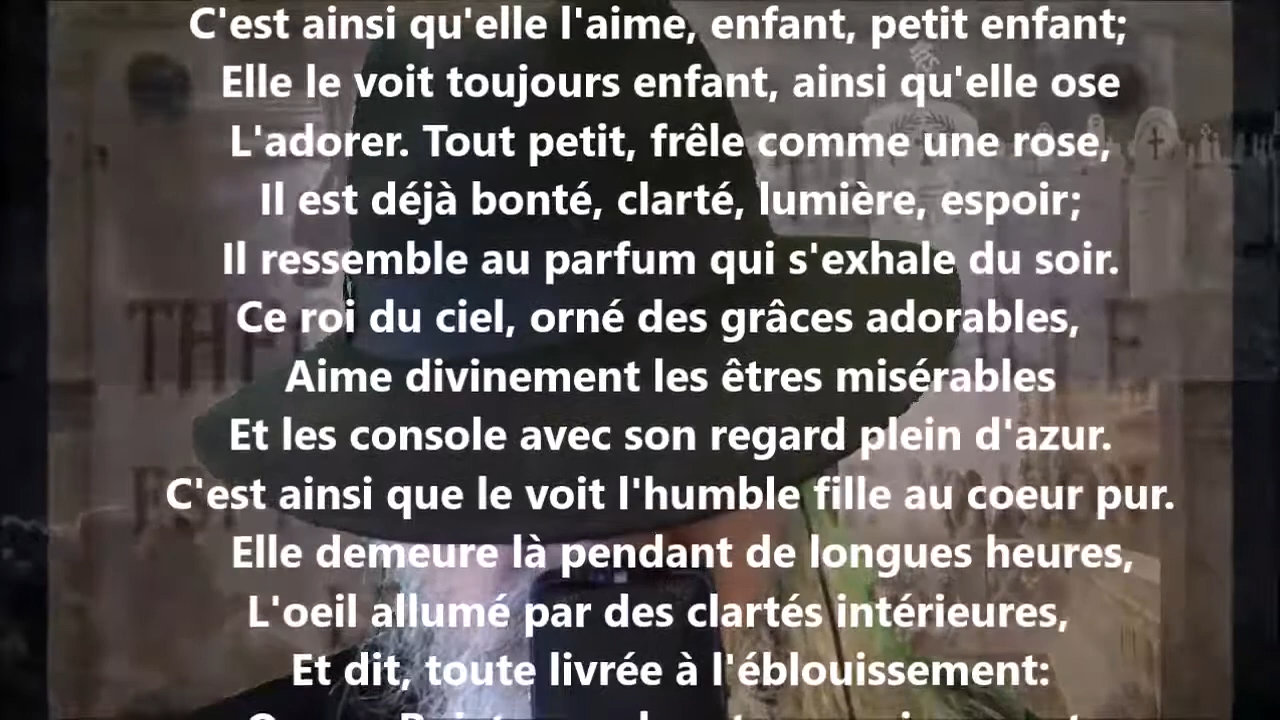 C'est ainsi qu'elle l'aime, enfant, petit enfant;
Elle le voit toujours enfant, ainsi qu'elle ose
L'adorer. Tout petit, frêle comme une rose,
Il est déjà bonté, clarté, lumière, espoir;
Il ressemble au parfum qui s'exhale du soir.
Ce roi du ciel, orné des grâces adorables,
Aime divinement les êtres misérables
Et les console avec son regard plein d'azur.
C'est ainsi que le voit l'humble fille au coeur pur.
Elle demeure là pendant de longues heures,
L'oeil allumé par des clartés intérieures,
Et dit, toute livrée à l'éblouissement: